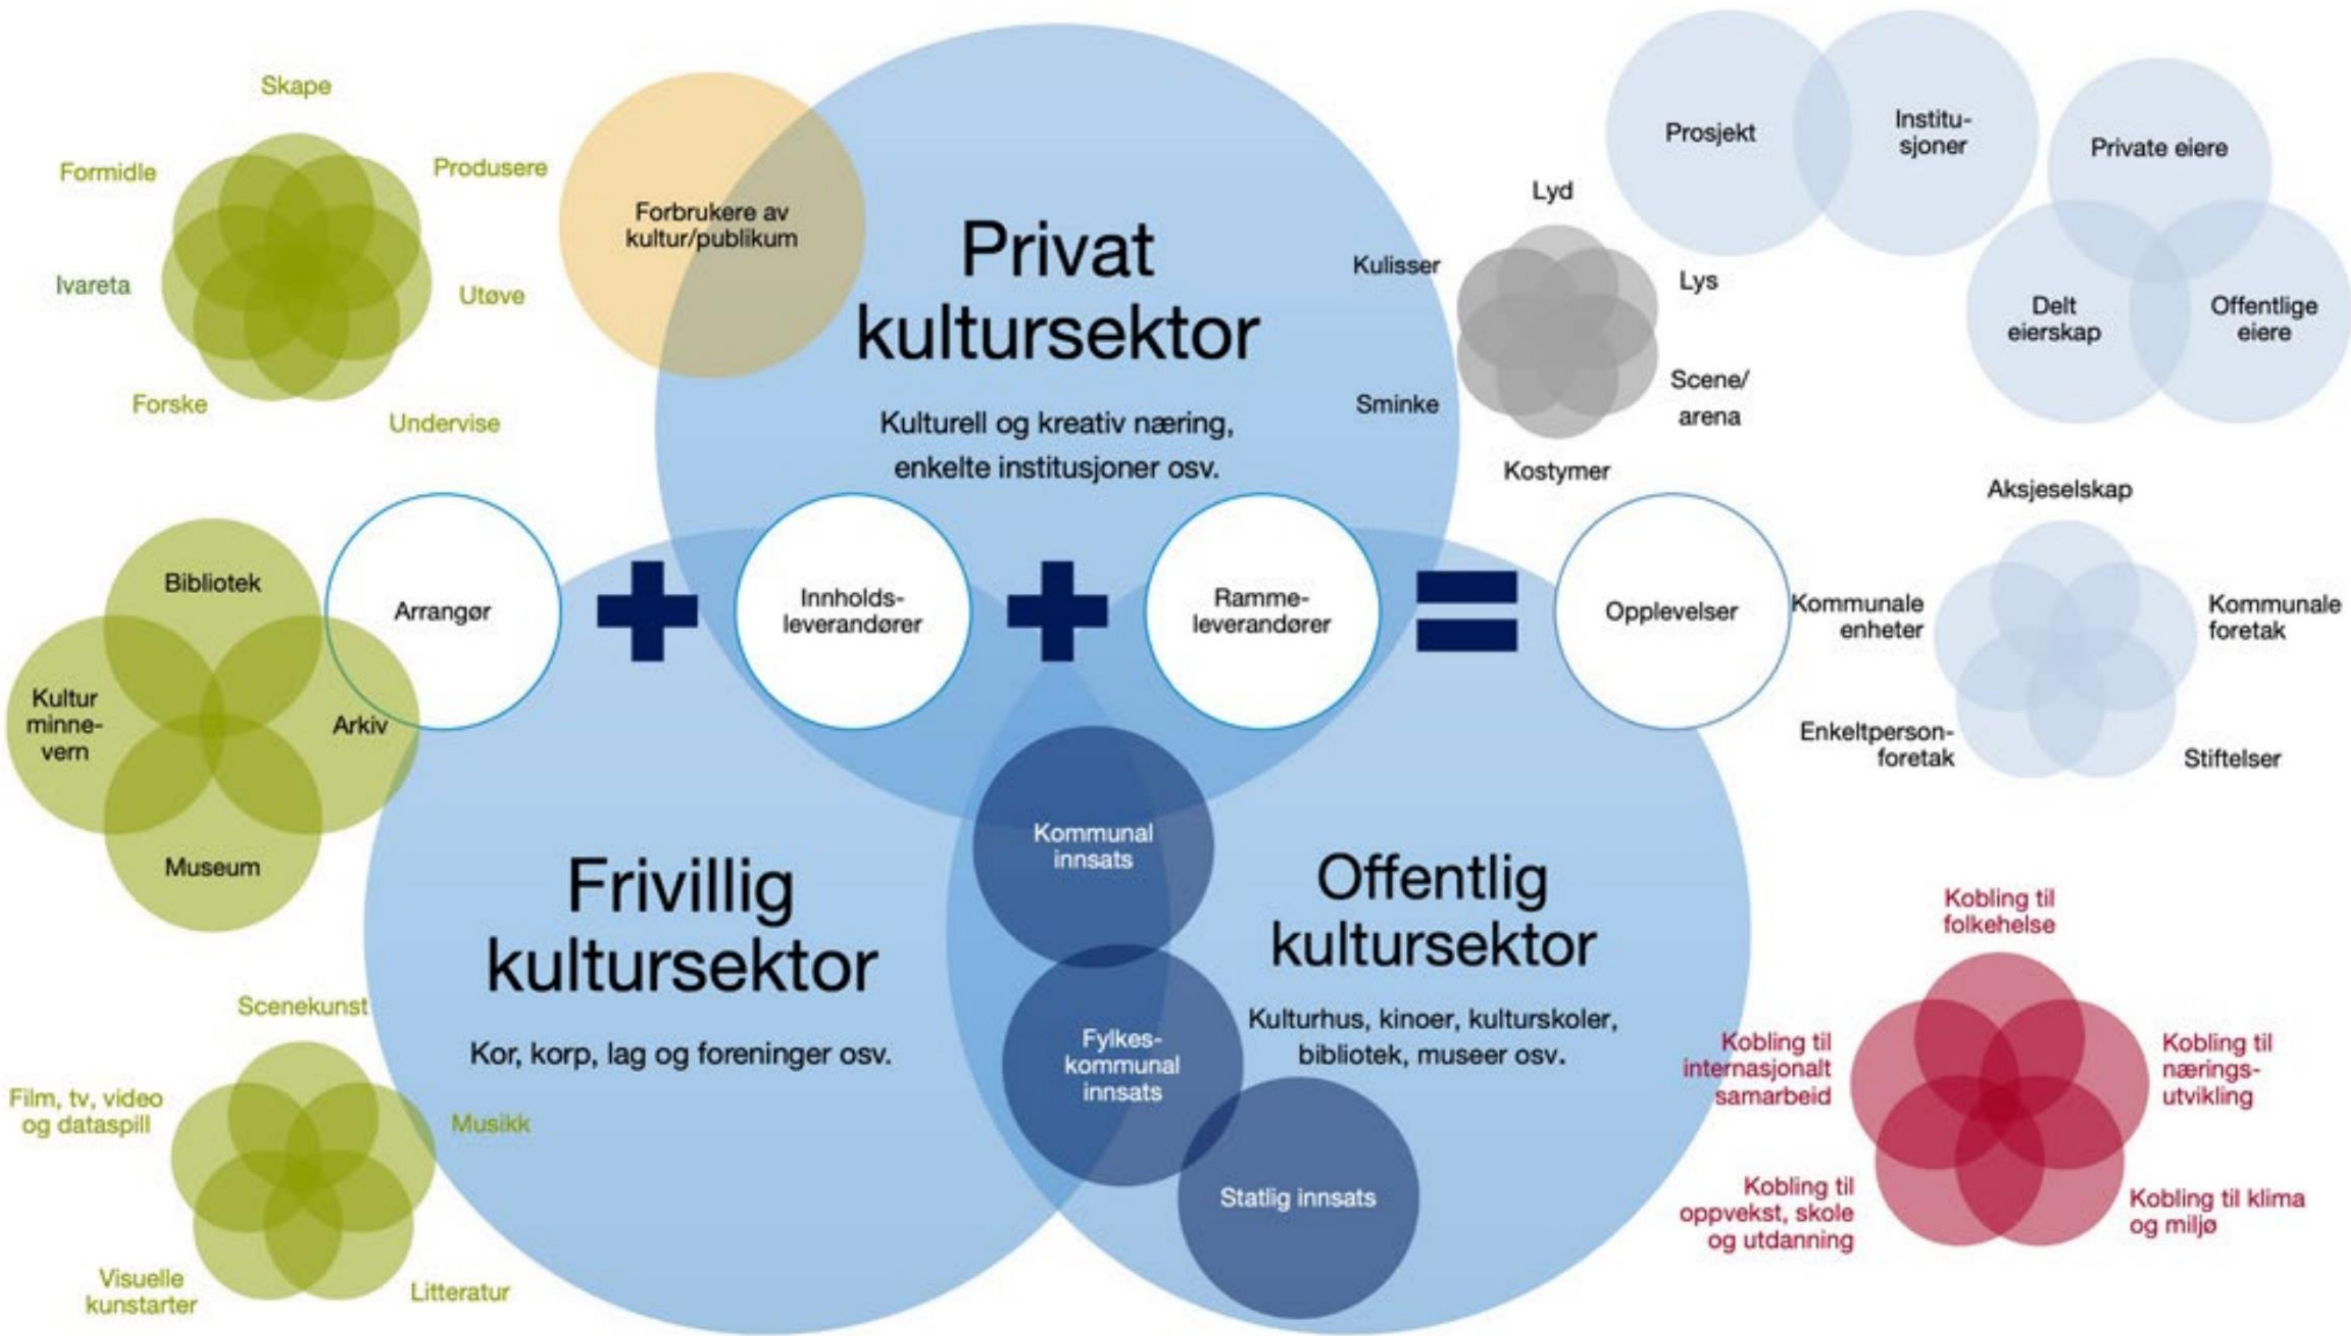 Skape
Formidle
Produsere
Ivareta
Utøve
Forske
Undervise
Forbrukere av
kultur/publikum
Privat
kultursektor
Kulturell og kreativ næring,
enkelte institusjoner osv.
Lyd
Kulisser
Lys
Sminke
Scene/
arena
Kostymer
Prosjekt
Institu-
sjoner
Private eiere
Delt
eierskap
Offentlige
eiere
Bibliotek
Kultur
minne-
vern
Arkiv
Museum
Arrangør
+
Innholds-
leverandører
+
Ramme-
leverandører
=
Opplevelser
Aksjeselskap
Kommunale
enheter
Kommunale
foretak
Enkeltperson-
foretak
Stiftelser
Frivillig
kultursektor
Kor, korp, lag og foreninger osv.
Kommunal
innsats
Fylkes-
kommunal
innsats
Statlig innsats
Offentlig
kultursektor
Kulturhus, kinoer, kulturskoler,
bibliotek, museer osv.
Scenekunst
Film, tv, video
og dataspill
Musikk
Visuelle
kunstarter
Litteratur
Kobling til
folkehelse
Kobling til
internasjonalt
samarbeid
Kobling til
nærings-
utvikling
Kobling til
oppvekst, skole
og utdanning
Kobling til klima
og miljø